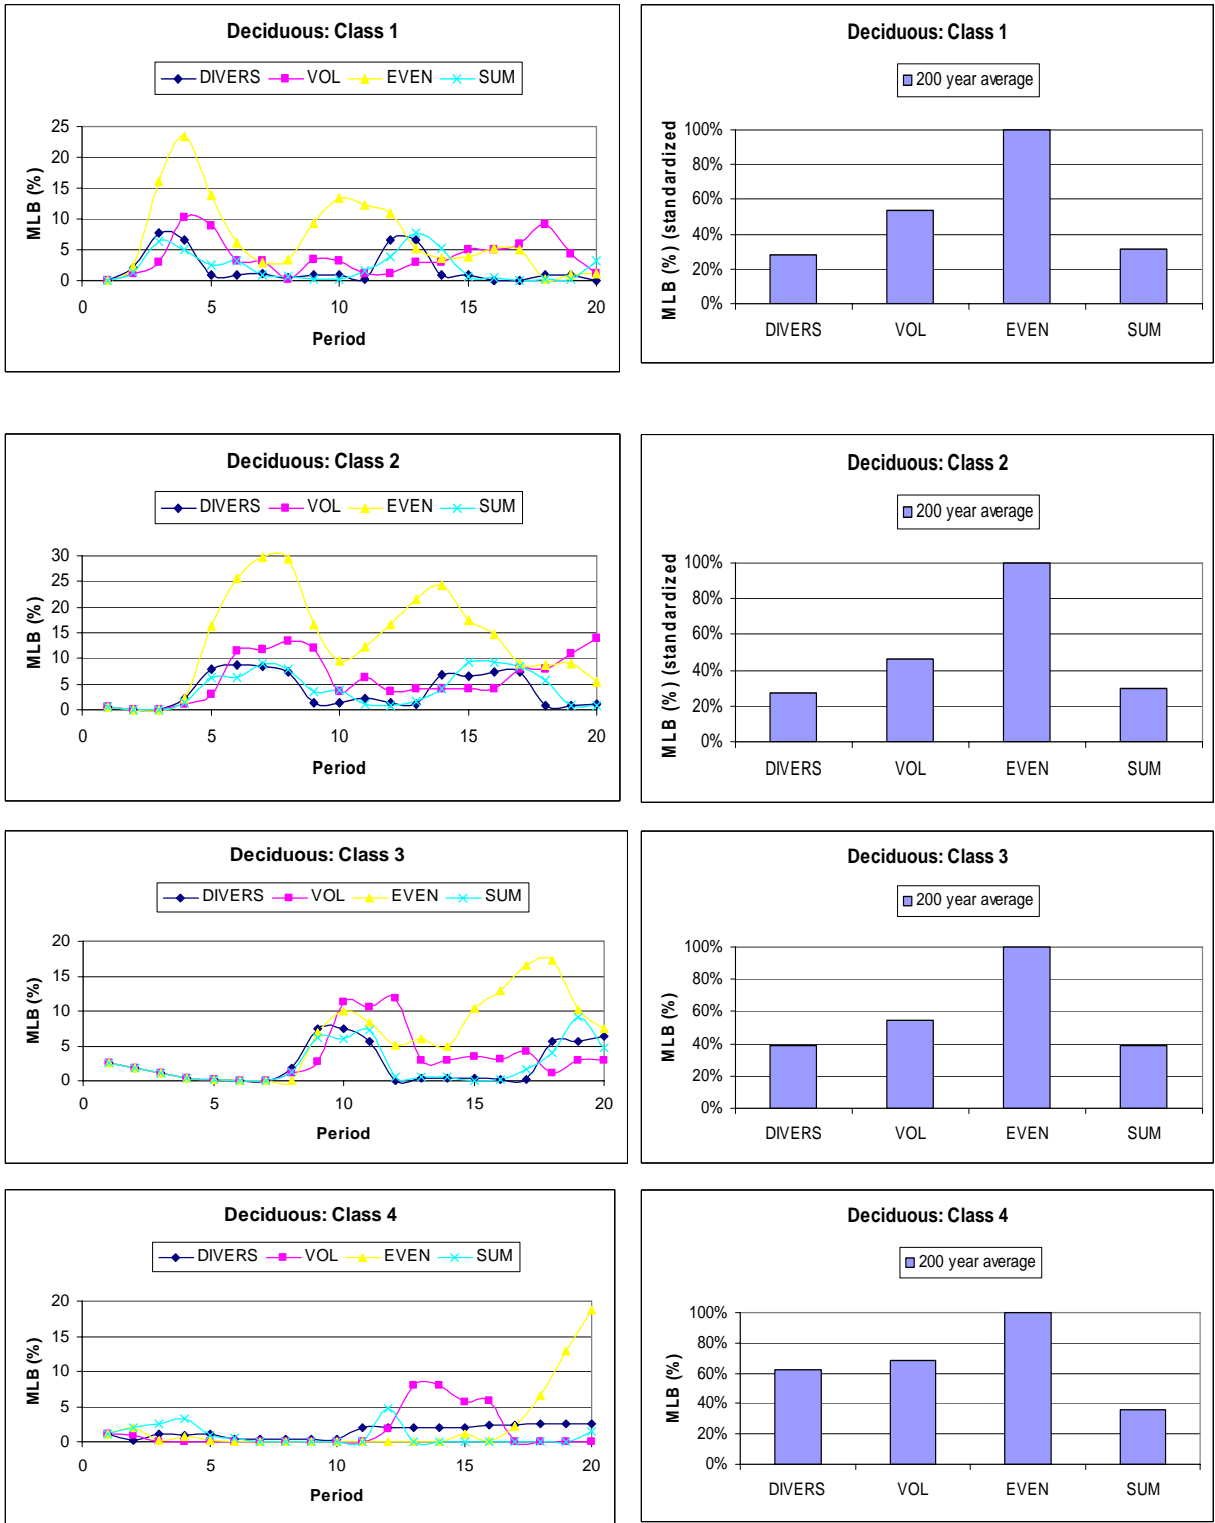 Deciduous: Class 1
DIVERS VOL EVEN SUM
MLB (%)
25
20
15
10
5
0
0 5 10 15 20
Period
Deciduous: Class 1
200 year average
MLB (%) (standardized
100%
80%
60%
40%
20%
0%
DIVERS VOL EVEN SUM
Deciduous: Class 2
DIVERS VOL EVEN SUM
MLB (%)
30
25
20
15
10
5
0
0 5 10 15 20
Period
Deciduous: Class 2
200 year average
MLB (%) (standardized
100%
80%
60%
40%
20%
0%
DIVERS VOL EVEN SUM
Deciduous: Class 3
DIVERS VOL EVEN SUM
MLB (%)
20
15
10
5
0
0 5 10 15 20
Period
Deciduous: Class 3
200 year average
MLB (%)
100%
80%
60%
40%
20%
0%
DIVERS VOL EVEN SUM
Deciduous: Class 4
DIVERS VOL EVEN SUM
MLB (%)
20
15
10
5
0
0 5 10 15 20
Period
Deciduous: Class 4
200 year average
MLB (%)
100%
80%
60%
40%
20%
0%
DIVERS VOL EVEN SUM